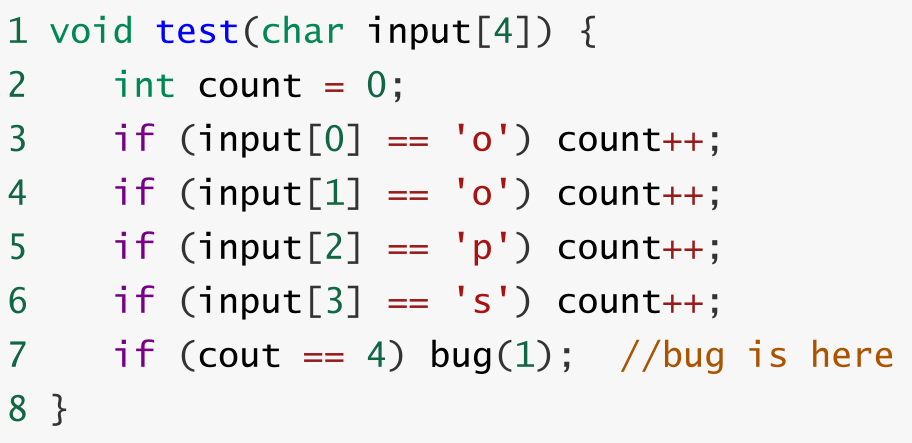 1 void test(char input[4]) {
2    int count = 0;
3    if (input[0] == 'o') count++;
4    if (input[1] == 'o') count++;
5    if (input[2] == 'p') count++;
6    if (input[3] == 's') count++;
7    if (cout == 4) bug(1);  //bug is here
8 }